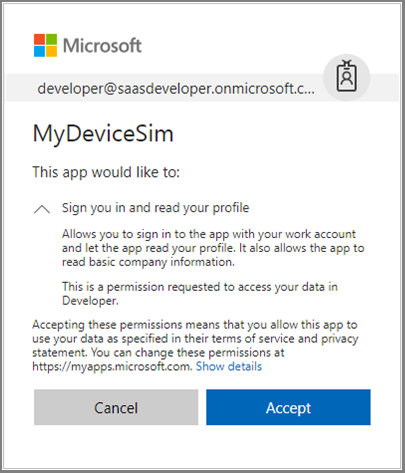 Microsoft
developer@saasdeveloper.onmicrosoft.c...
MyDeviceSim
This app would like to:
Sign you in and read your profile
Allows you to sign in to the app with your work account
and let the app read your profile. It also allows the app to
read basic company information.
This is a permission requested to access your data in
Developer.
Accepting these permissions means that you allow this app to
use your data as specified in their terms of service and privacy
statement. You can change these permissions at
https://myapps.microsoft.com. Show details
Cancel
Accept